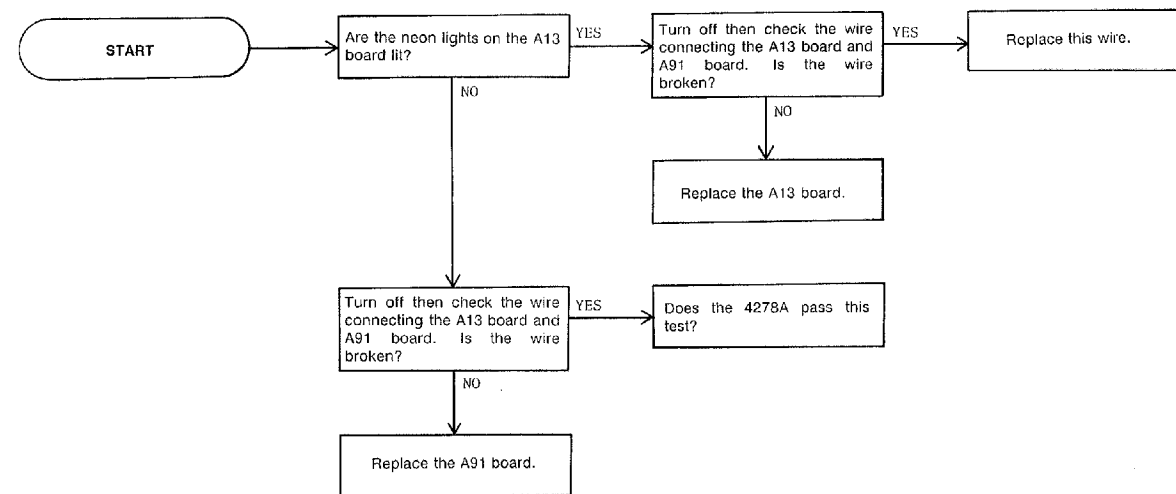 START
Are the neon lights on the A13
board lit?
YES
Turn off then check the wire
connecting the A13 board and
A91 board. Is the wire
broken?
YES
Replace this wire.
NO
NO
Replace the A13 board.
Turn off then check the wire
connecting the A13 board and
A91 board. Is the wire
broken?
YES
Does the 4278A pass this
test?
NO
Replace the A91 board.